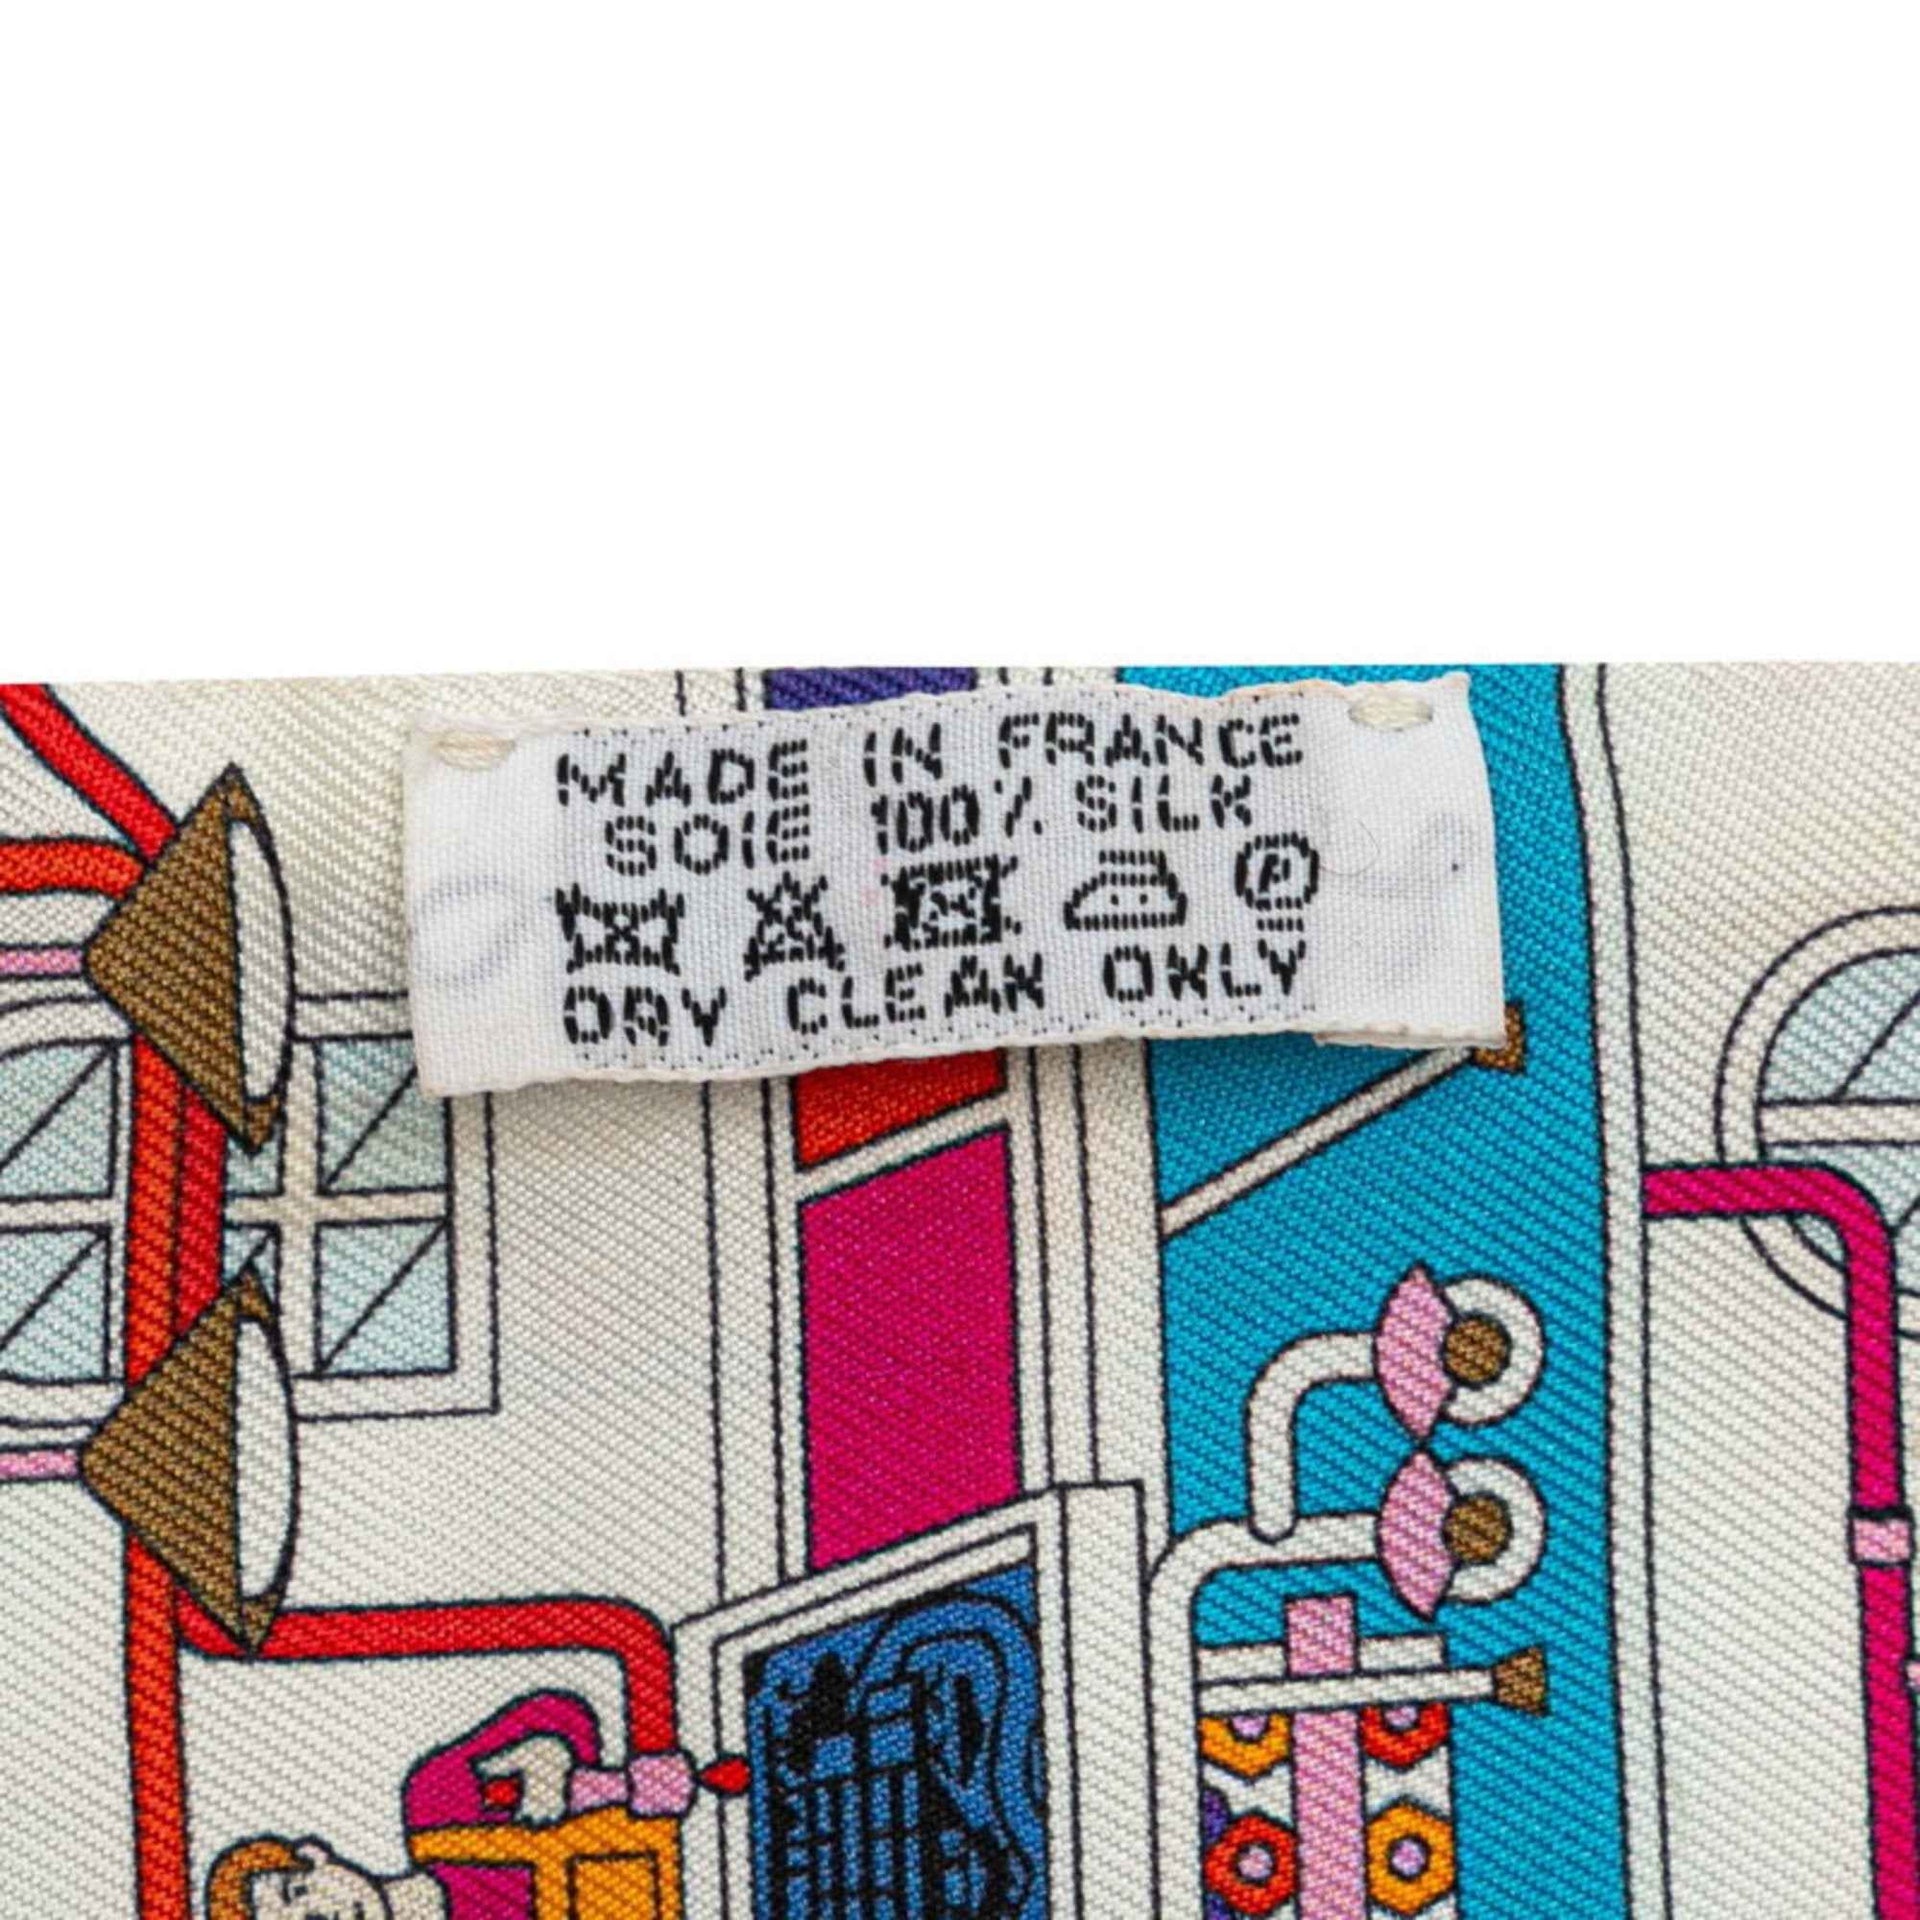 MADE IN FRANCE
SOIE 100% SILK
P
DRY CLEAN ONLY